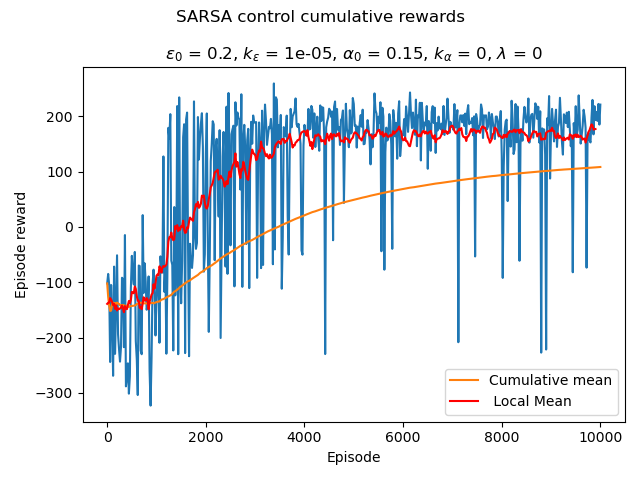 SARSA control cumulative rewards
ε₀ = 0.2, kε = 1e-05, α₀ = 0.15, kα = 0, λ = 0
Episode reward
200
100
0
−100
−200
−300
Cumulative mean
Local Mean
0
2000
4000
6000
8000
10000
Episode